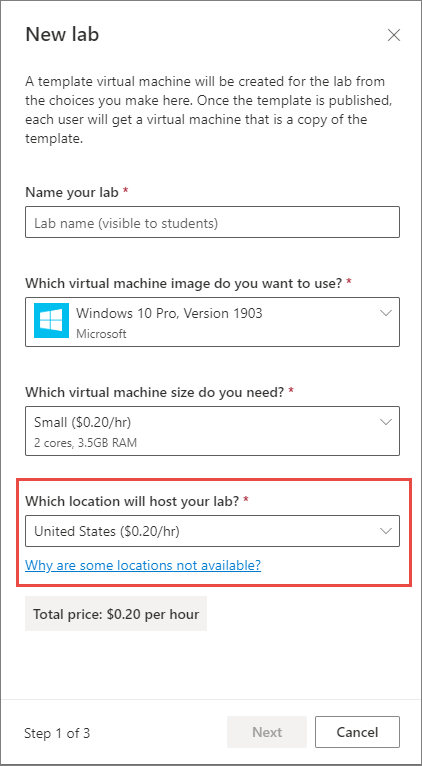 New lab
A template virtual machine will be created for the lab from
the choices you make here. Once the template is published,
each user will get a virtual machine that is a copy of the
template.
Name your lab *
Lab name (visible to students)
Which virtual machine image do you want to use? *
Windows 10 Pro, Version 1903
Microsoft
Which virtual machine size do you need? *
Small ($0.20/hr)
2 cores, 3.5GB RAM
Which location will host your lab? *
United States ($0.20/hr)
Why are some locations not available?
Total price: $0.20 per hour
Step 1 of 3
Next
Cancel